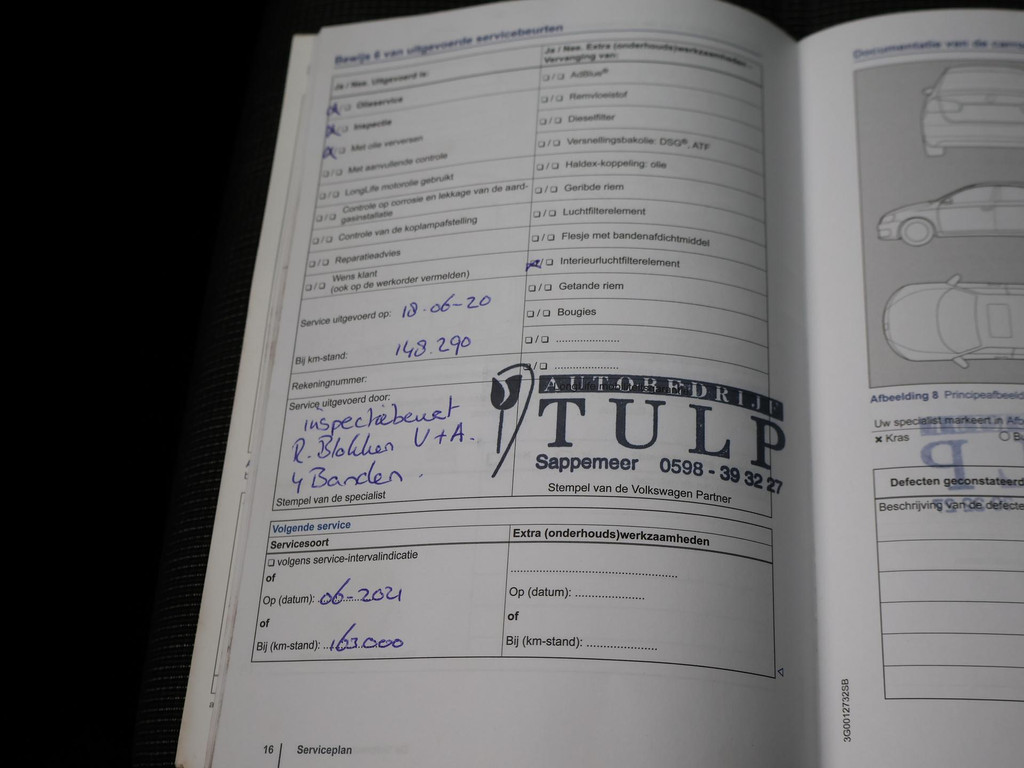 Bewijs 6 van uitgevoerde servicebeurten
Ja / Nee. Uitgevoerd is:
❏/❏ Olieservice
❏/❏ Inspectie
❏/❏ Met olie verversen
❏/❏ Met aanvullende controle
❏/❏ LongLife motorolie gebruikt
❏/❏ Controle op corrosie en lekkage van de aard-
gasinstallatie
❏/❏ Controle van de koplampafstelling
❏/❏ Reparatieadvies
❏/❏ Wens klant
(ook op de werkorder vermelden)
Service uitgevoerd op: 18-06-20
Bij km-stand: 148.290
Rekeningnummer:
Service uitgevoerd door:
inspectiebeurt
R. Blokken V+A.
4 Banden.
Stempel van de specialist
Ja / Nee. Extra (onderhouds)werkzaamheden
Vervanging van:
❏/❏ AdBlue®
❏/❏ Remvloeistof
❏/❏ Dieselfilter
❏/❏ Versnellingsbakolie: DSG®, ATF
❏/❏ Haldex-koppeling: olie
❏/❏ Geribde riem
❏/❏ Luchtfilterelement
❏/❏ Flesje met bandenafdichtmiddel
❏/❏ Interieurluchtfilterelement
❏/❏ Getande riem
❏/❏ Bougies
❏/❏ .....................
❏/❏ .....................
AUTOBEDRIJF
TULP
Sappemeer 0598 - 39 32 27
Stempel van de Volkswagen Partner
Volgende service
Servicesoort
❏ volgens service-intervalindicatie
of
Op (datum): 06-2021
of
Bij (km-stand): 163.000
Extra (onderhouds)werkzaamheden
Op (datum): .....................
of
Bij (km-stand): .....................
16 Serviceplan
Documentatie van de
Afbeelding 8 Principeafbeeld
Uw specialist markeert in Afb
× Kras
Defecten geconstateerd
Beschrijving van de defecte
3G0012732SB